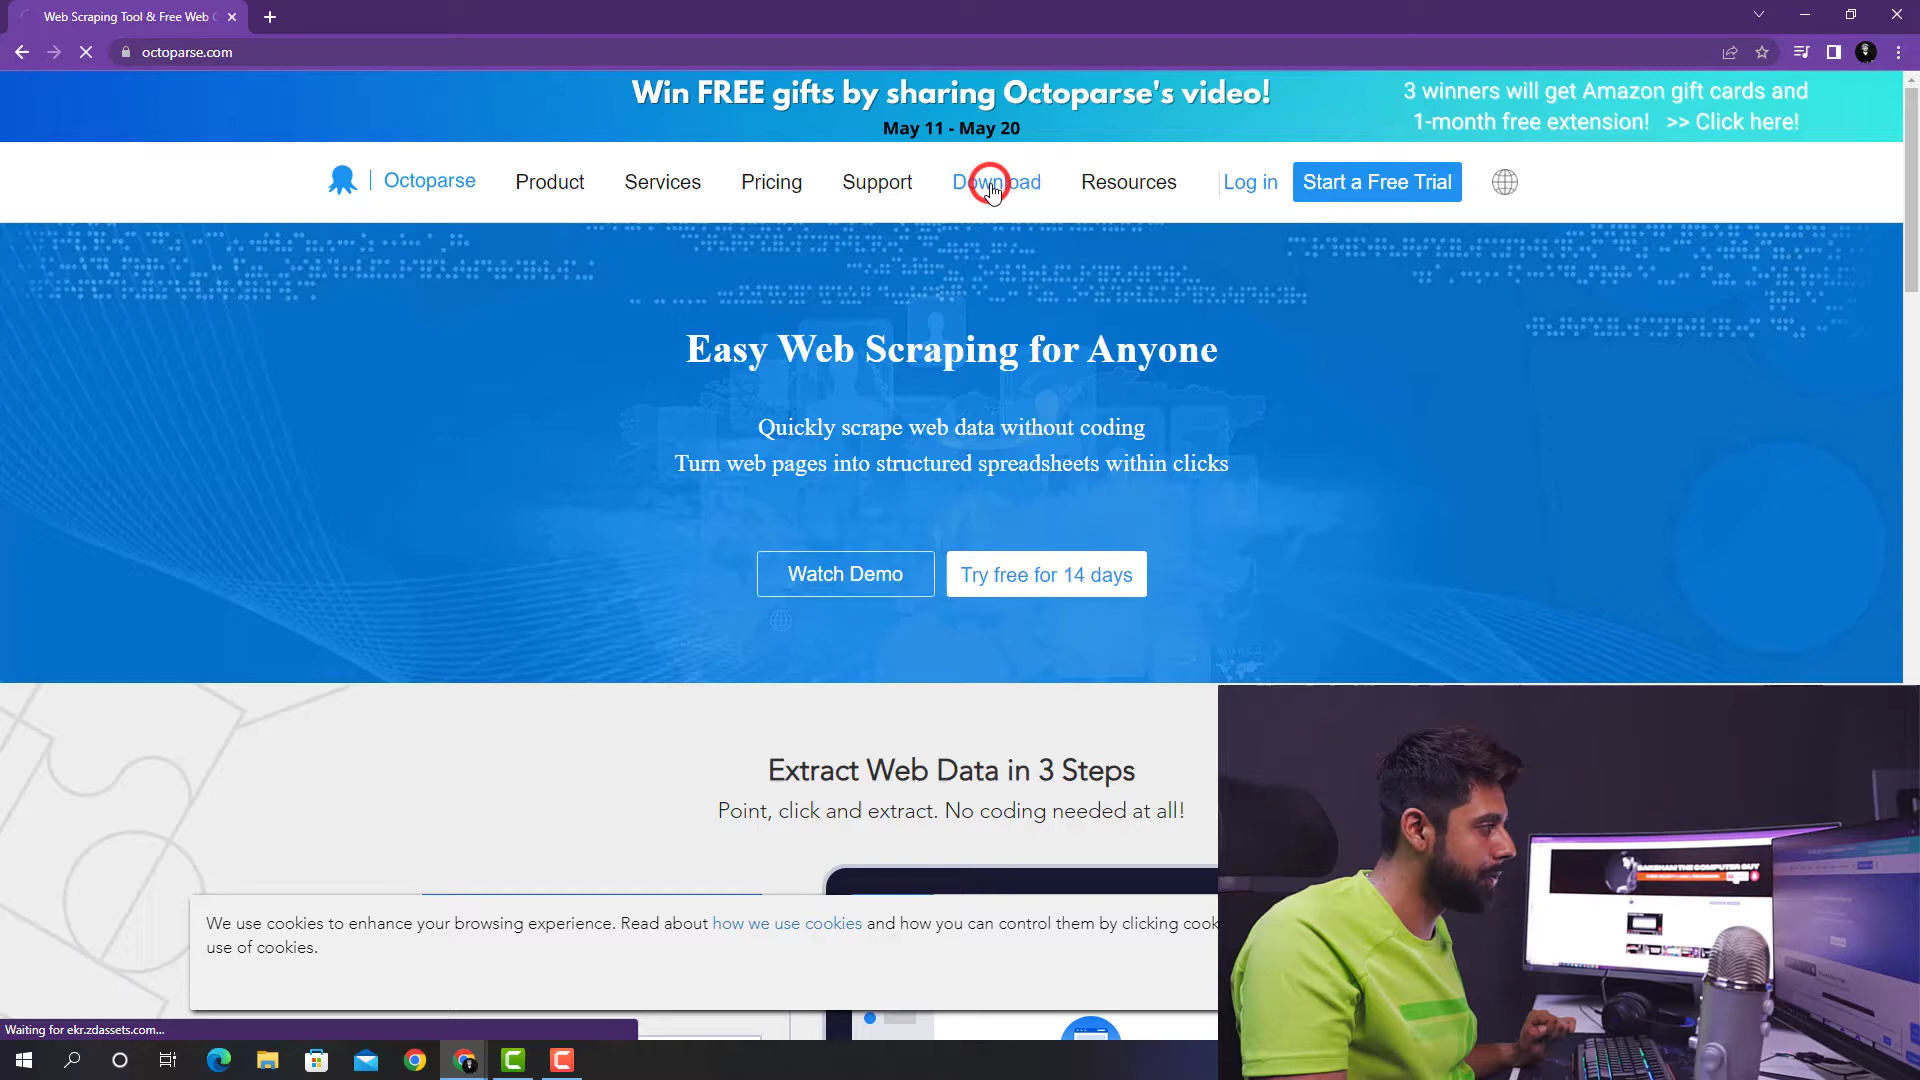 Web Scraping Tool & Free Web C
octoparse.com
Win FREE gifts by sharing Octoparse's video!
May 11 - May 20
3 winners will get Amazon gift cards and
1-month free extension! >> Click here!
Octoparse
Product
Services
Pricing
Support
Download
Resources
Log in
Start a Free Trial
Easy Web Scraping for Anyone
Quickly scrape web data without coding
Turn web pages into structured spreadsheets within clicks
Watch Demo
Try free for 14 days
Extract Web Data in 3 Steps
Point, click and extract. No coding needed at all!
We use cookies to enhance your browsing experience. Read about how we use cookies and how you can control them by clicking cook
use of cookies.
Waiting for ekr.zdassets.com...
SAKSHAM THE COMPUTER GUY